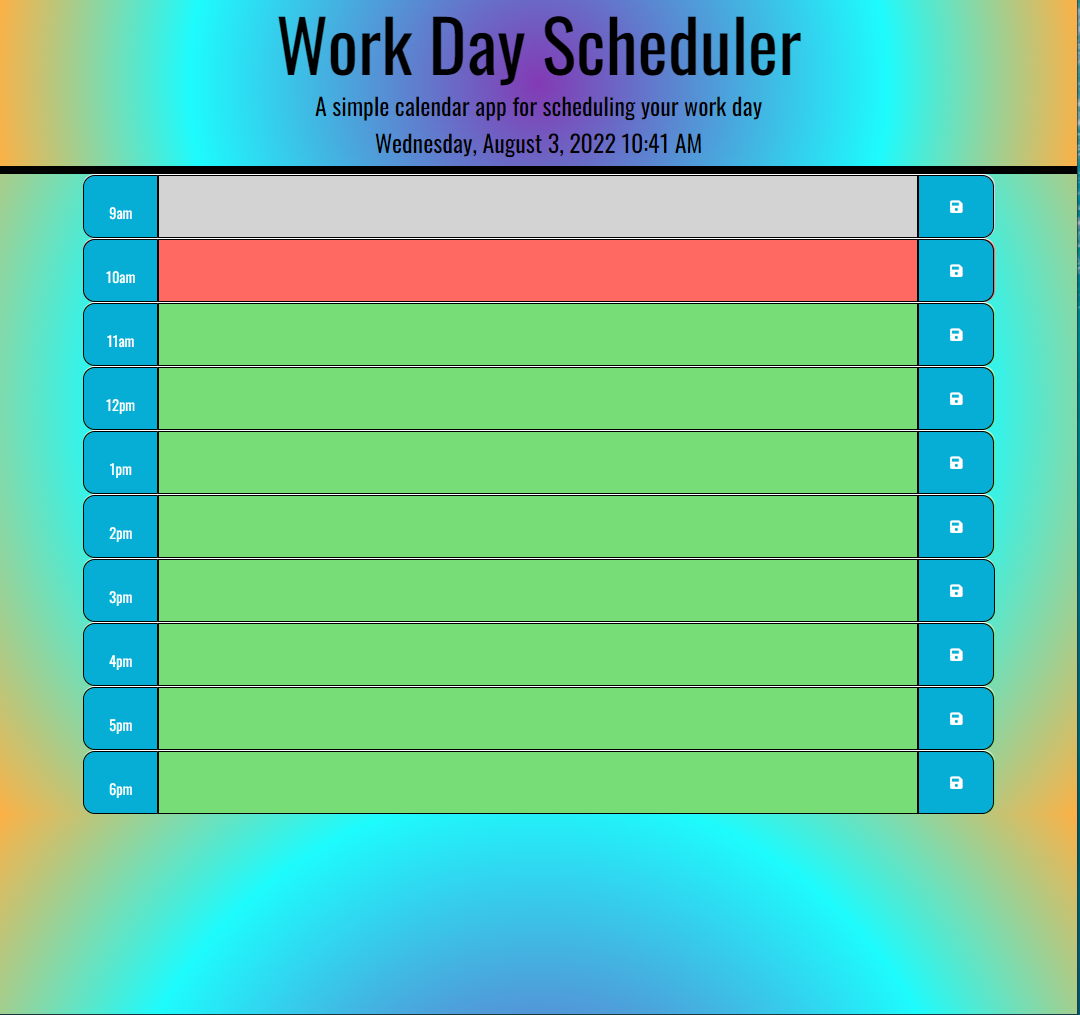 Work Day Scheduler
A simple calendar app for scheduling your work day
Wednesday, August 3, 2022 10:41 AM
9am
10am
11am
12pm
1pm
2pm
3pm
4pm
5pm
6pm